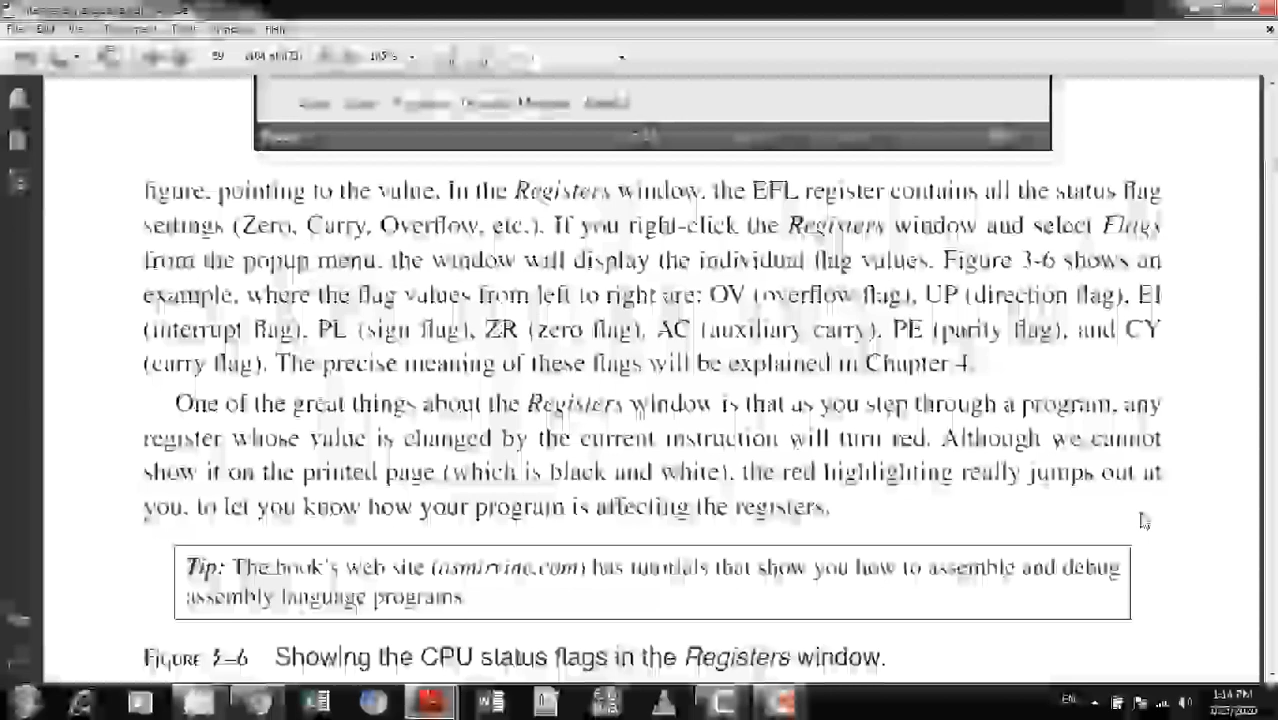 59
105%
figure, pointing to the value. In the Registers window, the EFL register contains all the status flag
settings (Zero, Carry, Overflow, etc.). If you right-click the Registers window and select Flags
from the popup menu, the window will display the individual flag values. Figure 3-6 shows an
example, where the flag values from left to right are: OV (overflow flag), UP (direction flag), EI
(interrupt flag), PL (sign flag), ZR (zero flag), AC (auxiliary carry), PE (parity flag), and CY
(carry flag). The precise meaning of these flags will be explained in Chapter 4.
One of the great things about the Registers window is that as you step through a program, any
register whose value is changed by the current instruction will turn red. Although we cannot
show it on the printed page (which is black and white), the red highlighting really jumps out at
you, to let you know how your program is affecting the registers.
Tip: The book's web site (asmirvine.com) has tutorials that show you how to assemble and debug
assembly language programs.
FIGURE 3–6 Showing the CPU status flags in the Registers window.
EN
1:14 PM